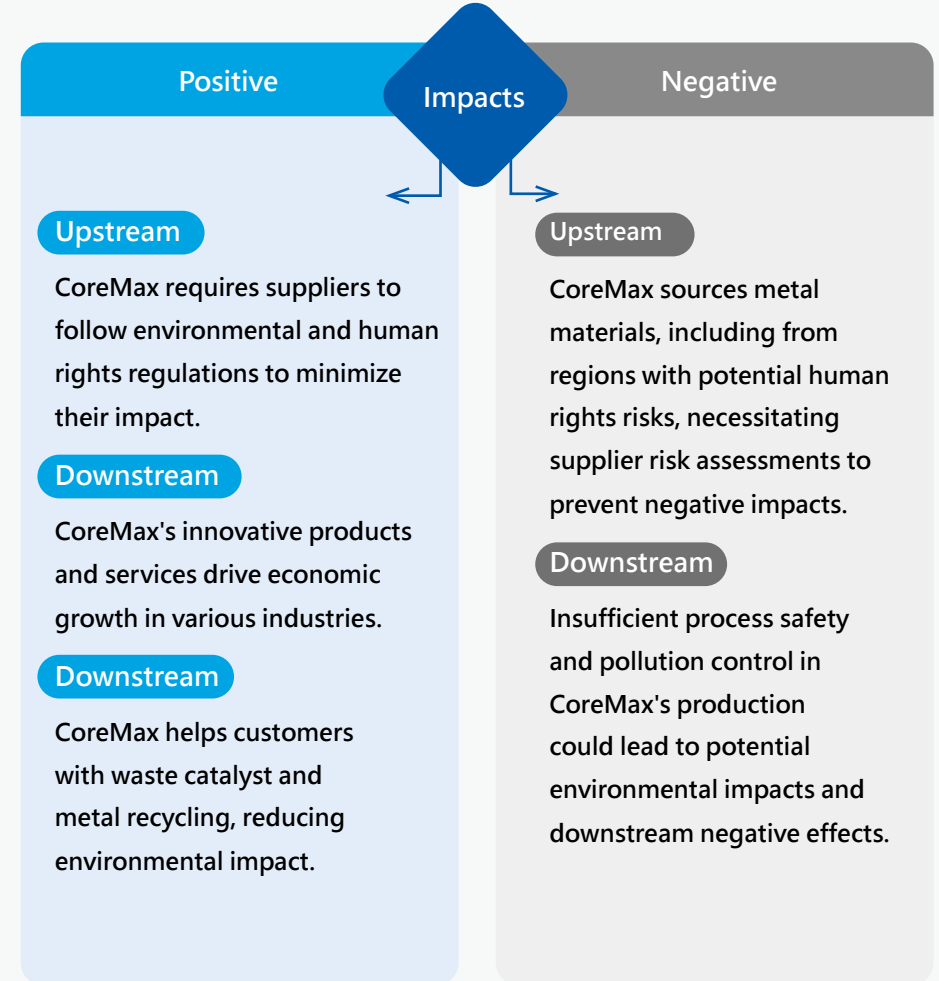 Impacts
Positive
Upstream
CoreMax requires suppliers to
follow environmental and human
rights regulations to minimize
their impact.
Downstream
CoreMax's innovative products
and services drive economic
growth in various industries.
Downstream
CoreMax helps customers
with waste catalyst and
metal recycling, reducing
environmental impact.
Negative
Upstream
CoreMax sources metal
materials, including from
regions with potential human
rights risks, necessitating
supplier risk assessments to
prevent negative impacts.
Downstream
Insufficient process safety
and pollution control in
CoreMax's production
could lead to potential
environmental impacts and
downstream negative effects.